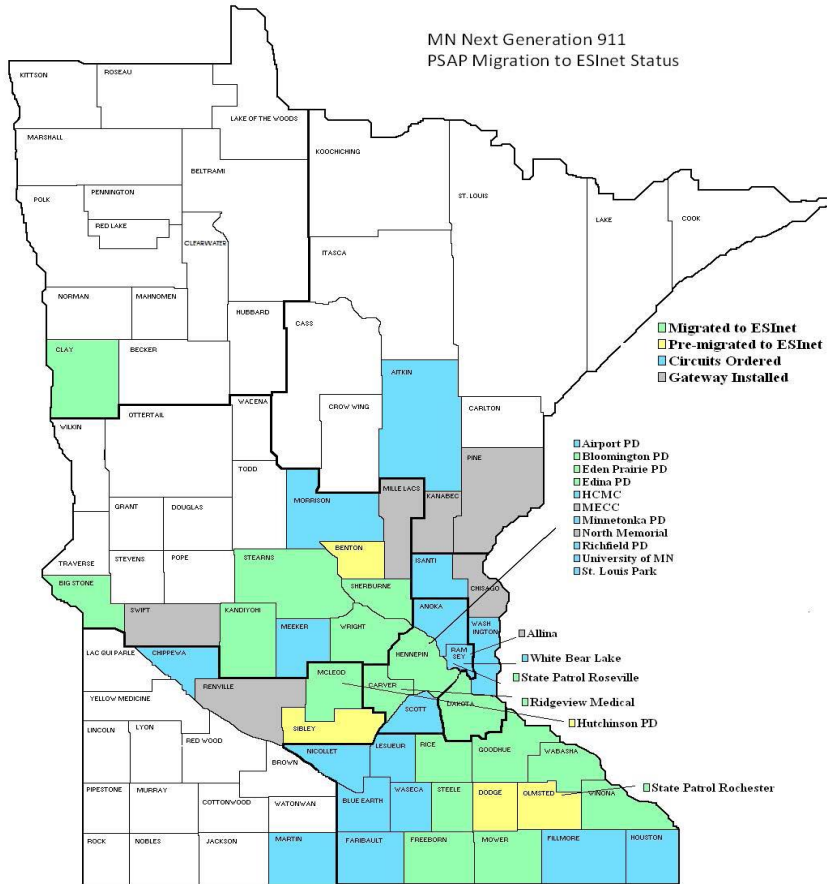 MN Next Generation 911
PSAP Migration to ESInet Status
KITTSON
ROSEAU
LAKE OF THE WOODS
MARSHALL
KOOCHICHING
BELTRAMI
ST. LOUIS
PENNINGTON
POLK
LAKE
COOK
RED LAKE
CLEARWATER
ITASCA
NORMAN
MAHNOMEN
HUBBARD
CASS
CLAY
BECKER
Migrated to ESInet
Pre-migrated to ESInet
Circuits Ordered
Gateway Installed
AITKIN
WADENA
CROW WING
CARLTON
OTTERTAIL
WILKIN
PINE
TODD
MILLE LACS
KANABEC
MORRISON
GRANT
DOUGLAS
Airport PD
Bloomington PD
Eden Prairie PD
Edina PD
HCMC
MECC
Minnetonka PD
North Memorial
Richfield PD
University of MN
St. Louis Park
BENTON
TRAVERSE
STEVENS
POPE
STEARNS
ISANTI
BIG STONE
SHERBURNE
CHISAGO
SWIFT
KANDIYOHI
ANOKA
WASH
INGTON
MEEKER
WRIGHT
Allina
LAC QUI PARLE
CHIPPEWA
HENNEPIN
RAM
SEY
White Bear Lake
State Patrol Roseville
MCLEOD
CARVER
RENVILLE
YELLOW MEDICINE
Ridgeview Medical
SCOTT
DAKOTA
Hutchinson PD
SIBLEY
LINCOLN
LYON
RED WOOD
NICOLLET
LESUEUR
RICE
GOODHUE
WABASHA
BROWN
PIPESTONE
MURRAY
COTTONWOOD
WATONWAN
BLUE EARTH
WASECA
STEELE
DODGE
OLMSTED
WINONA
State Patrol Rochester
ROCK
NOBLES
JACKSON
MARTIN
FARIBAULT
FREEBORN
MOWER
FILLMORE
HOUSTON